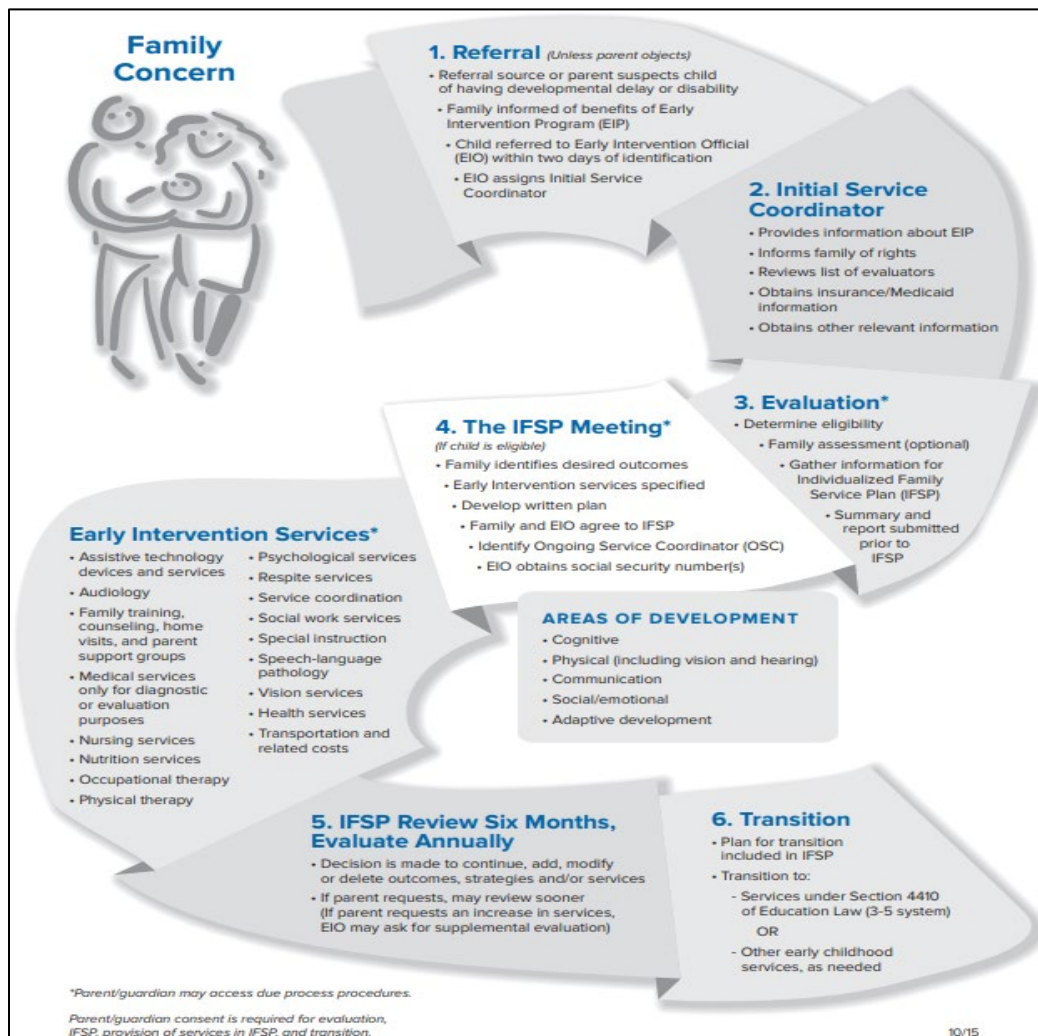 Family
Concern
1. Referral (Unless parent objects)
• Referral source or parent suspects child
of having developmental delay or disability
• Family informed of benefits of Early
Intervention Program (EIP)
• Child referred to Early Intervention Official
(EIO) within two days of identification
• EIO assigns Initial Service
Coordinator
2. Initial Service
Coordinator
• Provides information about EIP
• Informs family of rights
• Reviews list of evaluators
• Obtains insurance/Medicaid
information
• Obtains other relevant information
3. Evaluation*
• Determine eligibility
• Family assessment (optional)
• Gather information for
Individualized Family
Service Plan (IFSP)
• Summary and
report submitted
prior to
IFSP
4. The IFSP Meeting*
(If child is eligible)
• Family identifies desired outcomes
• Early Intervention services specified
• Develop written plan
• Family and EIO agree to IFSP
• Identify Ongoing Service Coordinator (OSC)
• EIO obtains social security number(s)
Early Intervention Services*
• Assistive technology
devices and services
• Audiology
• Family training,
counseling, home
visits, and parent
support groups
• Medical services
only for diagnostic
or evaluation
purposes
• Nursing services
• Nutrition services
• Occupational therapy
• Physical therapy
• Psychological services
• Respite services
• Service coordination
• Social work services
• Special instruction
• Speech-language
pathology
• Vision services
• Health services
• Transportation and
related costs
AREAS OF DEVELOPMENT
• Cognitive
• Physical (including vision and hearing)
• Communication
• Social/emotional
• Adaptive development
5. IFSP Review Six Months,
Evaluate Annually
• Decision is made to continue, add, modify
or delete outcomes, strategies and/or services
• If parent requests, may review sooner
(If parent requests an increase in services,
EIO may ask for supplemental evaluation)
6. Transition
• Plan for transition
included in IFSP
• Transition to:
- Services under Section 4410
of Education Law (3-5 system)
OR
- Other early childhood
services, as needed
*Parent/guardian may access due process procedures.
Parent/guardian consent is required for evaluation,
IFSP, provision of services in IFSP, and transition.
10/15